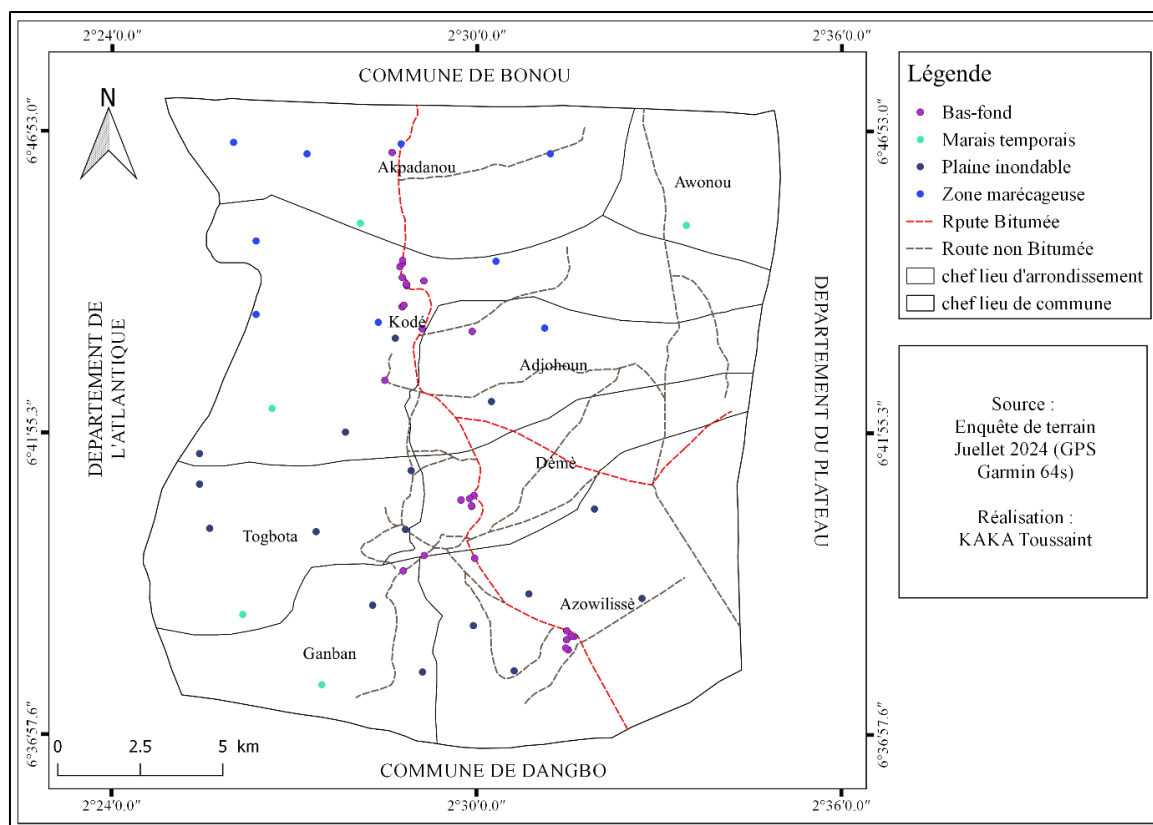 2°24'0.0"
2°30'0.0"
2°36'0.0"
COMMUNE DE BONOU
N
6°46'53.0"
6°46'53.0"
Akpadanou
Awonou
DEPARTEMENT DE
L'ATLANTIQUE
Kodé
Adjohoun
DEPARTEMENT DU PLATEAU
6°41'55.3"
6°41'55.3"
Dèmè
Togbota
Azowilissè
Ganban
6°36'57.6"
6°36'57.6"
0 2.5 5 km
COMMUNE DE DANGBO
2°24'0.0"
2°30'0.0"
2°36'0.0"
Légende
Bas-fond
Marais temporais
Plaine inondable
Zone marécageuse
Rpute Bitumée
Route non Bitumée
chef lieu d'arrondissement
chef lieu de commune
Source :
Enquête de terrain
Juellet 2024 (GPS
Garmin 64s)
Réalisation :
KAKA Toussaint